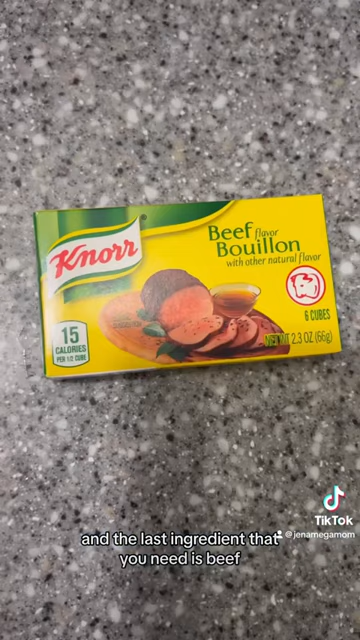 Knorr
Beef flavor
Bouillon
with other natural flavor
15
CALORIES
PER 1/2 CUBE
6 CUBES
NET WT 2.3 OZ (66g)
TikTok
@jenamegamom
and the last ingredient that
you need is beef